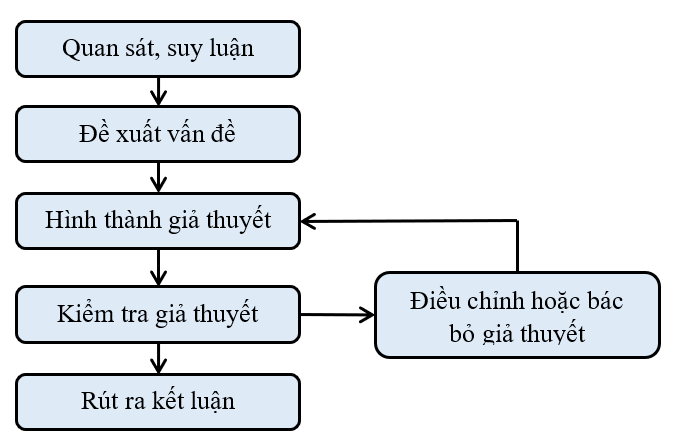 Quan sát, suy luận
Đề xuất vấn đề
Hình thành giả thuyết
Kiểm tra giả thuyết
Điều chỉnh hoặc bác
bỏ giả thuyết
Rút ra kết luận